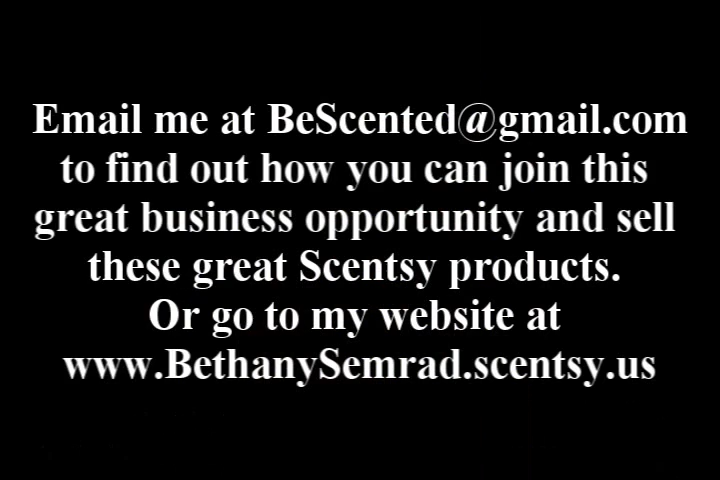 Email me at BeScented@gmail.com
to find out how you can join this
great business opportunity and sell
these great Scentsy products.
Or go to my website at
www.BethanySemrad.scentsy.us